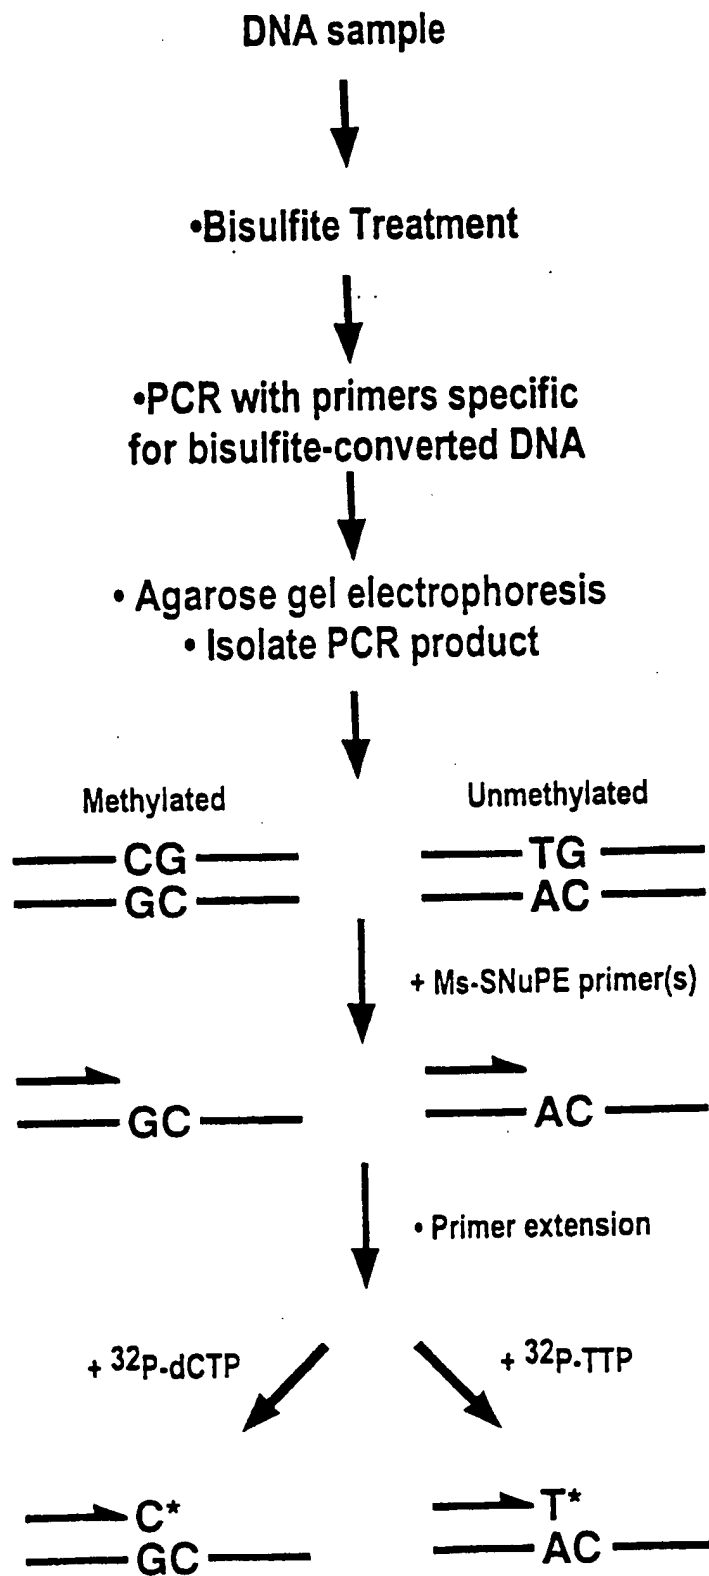 DNA sample
•Bisulfite Treatment
•PCR with primers specific
for bisulfite-converted DNA
• Agarose gel electrophoresis
• Isolate PCR product
Methylated
Unmethylated
CG
TG
GC
AC
+ Ms-SNuPE primer(s)
GC
AC
• Primer extension
+ ³²P-dCTP
+ ³²P-TTP
C*
T*
GC
AC